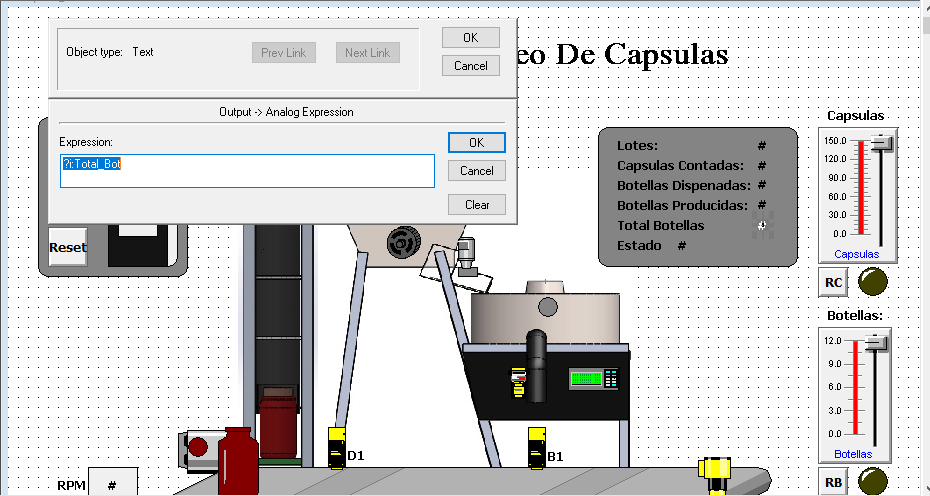 Object type: Text
Prev Link
Next Link
OK
Cancel
eo De Capsulas
Output -> Analog Expression
Expression:
?r:Total_Bot
OK
Cancel
Clear
Reset
Lotes: #
Capsulas Contadas: #
Botellas Dispenadas: #
Botellas Producidas: #
Total Botellas
Estado #
Capsulas
150.0
120.0
90.0
60.0
30.0
0.0
Capsulas
RC
Botellas:
12.0
9.0
6.0
3.0
0.0
Botellas
RB
D1
B1
RPM #